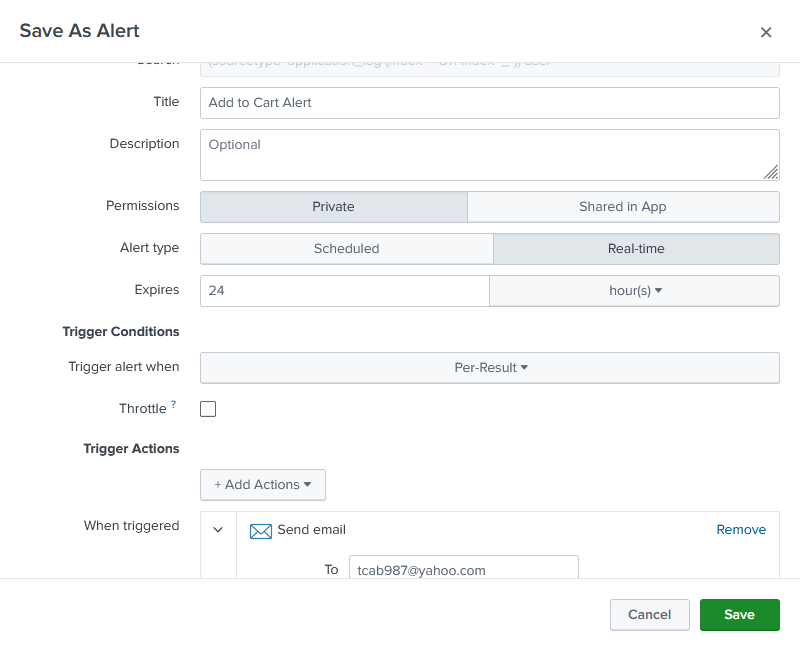 Save As Alert
Search
Title
Add to Cart Alert
Description
Optional
Permissions
Private
Shared in App
Alert type
Scheduled
Real-time
Expires
24
hour(s)
Trigger Conditions
Trigger alert when
Per-Result
Throttle ?
Trigger Actions
+ Add Actions
When triggered
Send email
Remove
To
tcab987@yahoo.com
Cancel
Save